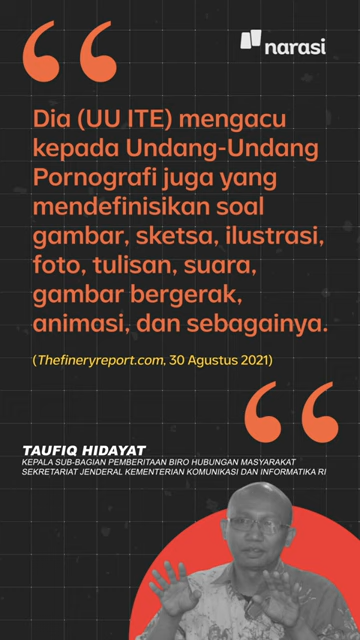 narasi
Dia (UU ITE) mengacu
kepada Undang-Undang
Pornografi juga yang
mendefinisikan soal
gambar, sketsa, ilustrasi,
foto, tulisan, suara,
gambar bergerak,
animasi, dan sebagainya.
(Thefineryreport.com, 30 Agustus 2021)
TAUFIQ HIDAYAT
KEPALA SUB-BAGIAN PEMBERITAAN BIRO HUBUNGAN MASYARAKAT
SEKRETARIAT JENDERAL KEMENTERIAN KOMUNIKASI DAN INFORMATIKA RI